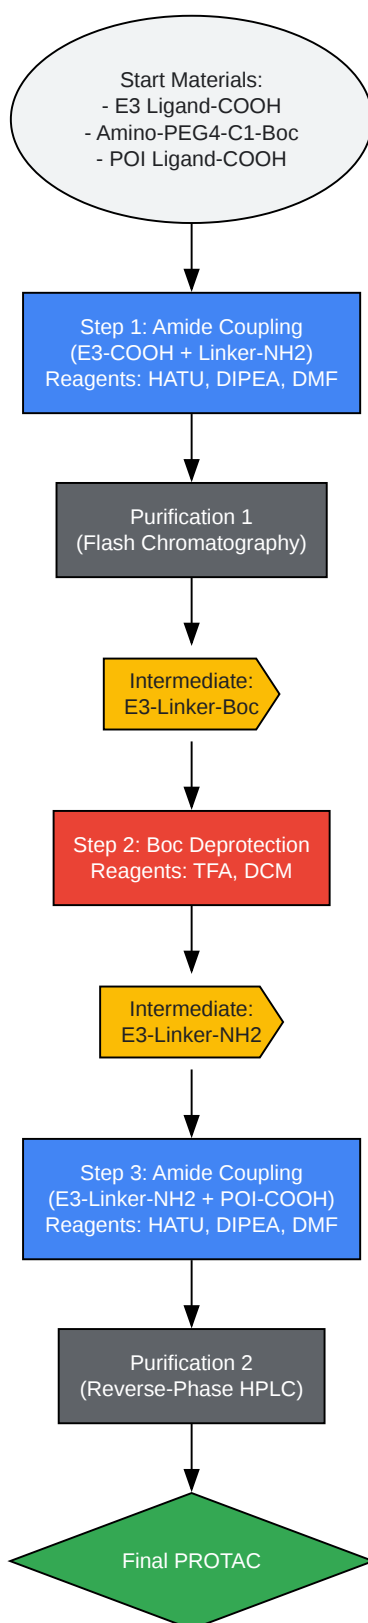 Start Materials:
- E3 Ligand-COOH
- Amino-PEG4-C1-Boc
- POI Ligand-COOH
Step 1: Amide Coupling
(E3-COOH + Linker-NH2)
Reagents: HATU, DIPEA, DMF
Purification 1
(Flash Chromatography)
Intermediate:
E3-Linker-Boc
Step 2: Boc Deprotection
Reagents: TFA, DCM
Intermediate:
E3-Linker-NH2
Step 3: Amide Coupling
(E3-Linker-NH2 + POI-COOH)
Reagents: HATU, DIPEA, DMF
Purification 2
(Reverse-Phase HPLC)
Final PROTAC